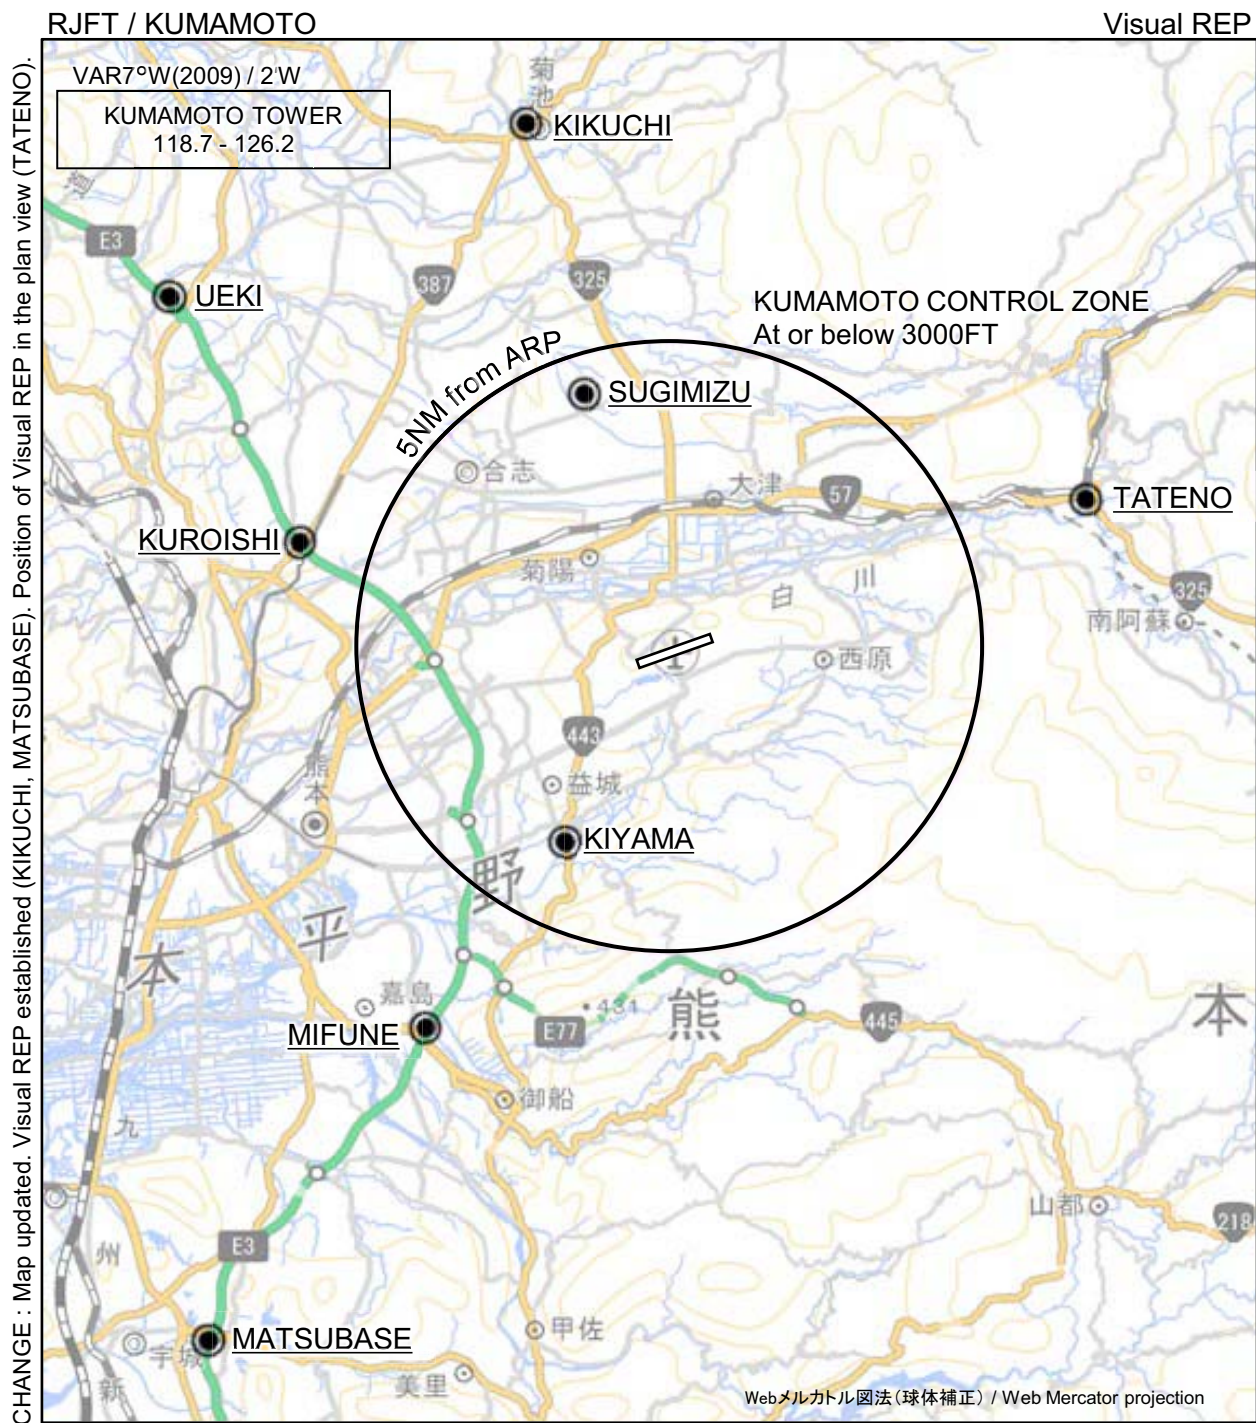 RJFT / KUMAMOTO
Visual REP
CHANGE : Map updated. Visual REP established (KIKUCHI, MATSUBASE). Position of Visual REP in the plan view (TATENO).
VAR7°W(2009) / 2'W
KUMAMOTO TOWER
118.7 - 126.2
菊池
KIKUCHI
道
E3
UEKI
387
325
KUMAMOTO CONTROL ZONE
At or below 3000FT
5NM from ARP
SUGIMIZU
合志
大津
57
TATENO
KUROISHI
菊陽
白川
325
南阿蘇
西原
443
熊本
益城
KIYAMA
野
平
本
嘉島
431
熊
本
MIFUNE
E77
445
御船
九
山都
218
州
E3
甲佐
MATSUBASE
宇城
新
美里
Webメルカトル図法(球体補正) / Web Mercator projection